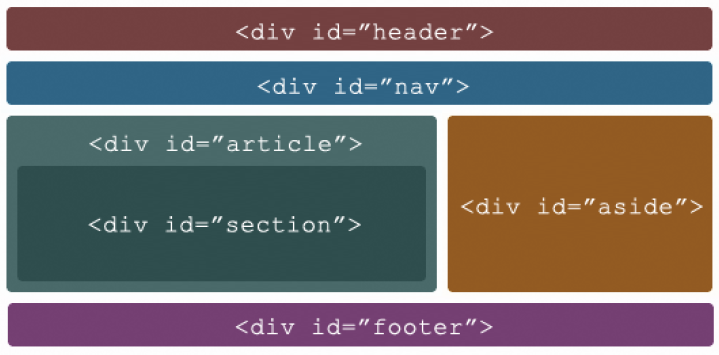 <div id=”header”>
<div id=”nav”>
<div id=”article”>
<div id=”section”>
<div id=”aside”>
<div id=”footer”>